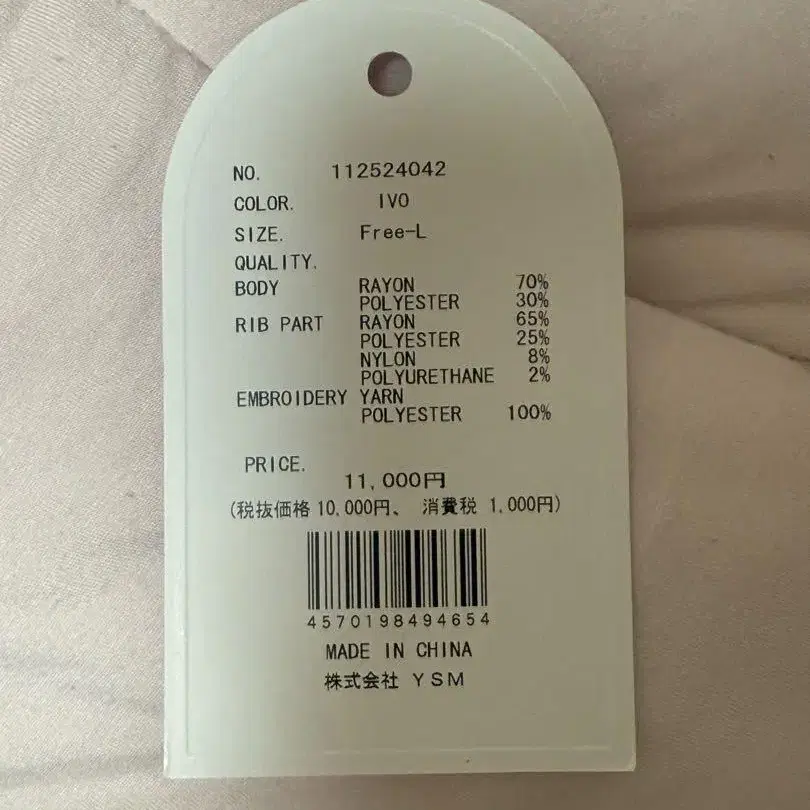 NO. 112524042
COLOR. IVO
SIZE. Free-L
QUALITY.
BODY RAYON 70%
POLYESTER 30%
RIB PART RAYON 65%
POLYESTER 25%
NYLON 8%
POLYURETHANE 2%
EMBROIDERY YARN
POLYESTER 100%
PRICE.
11,000円
(税抜価格 10,000円、 消費税 1,000円)
4570198494654
MADE IN CHINA
株式会社 YSM